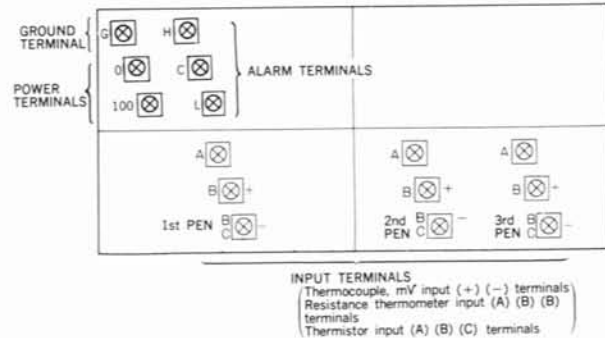 GROUND
TERMINAL
G
H
0
C
ALARM TERMINALS
POWER
TERMINALS
100
L
A
A
A
B +
B +
B +
1st PEN B C -
2nd PEN B C -
3rd PEN B C -
INPUT TERMINALS
(Thermocouple, mV input (+) (−) terminals
Resistance thermometer input (A) (B) (B)
terminals
Thermistor input (A) (B) (C) terminals)